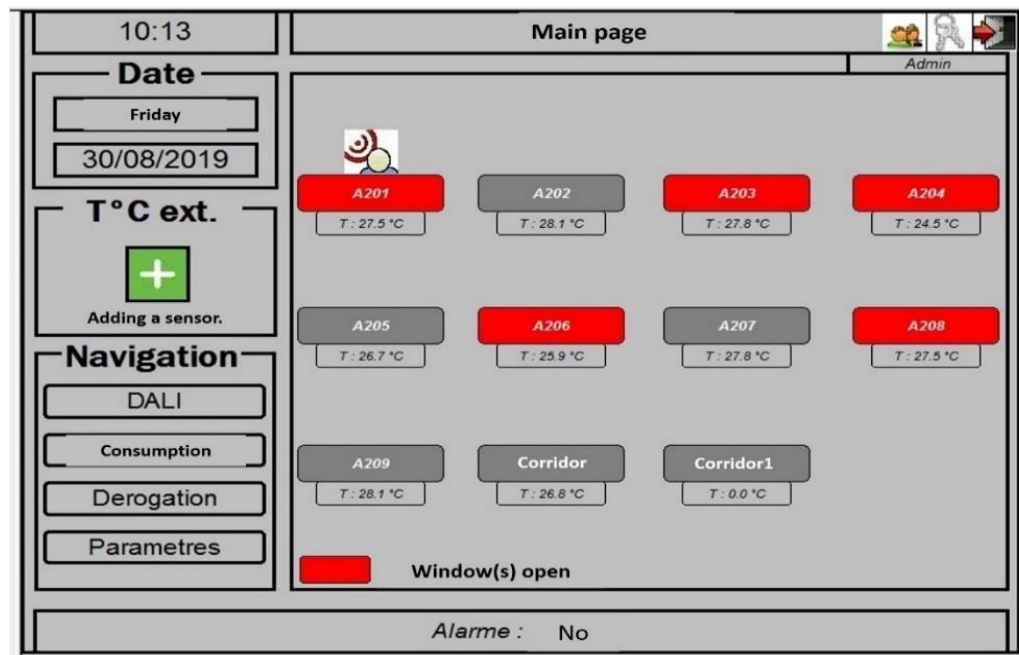 10:13
Main page
Admin
Date
Friday
30/08/2019
T°C ext.
Adding a sensor.
Navigation
DALI
Consumption
Derogation
Parametres
A201
A202
A203
A204
T : 27.5 °C
T : 28.1 °C
T : 27.8 °C
T : 24.5 °C
A205
A206
A207
A208
T : 26.7 °C
T : 25.9 °C
T : 27.8 °C
T : 27.5 °C
A209
Corridor
Corridor1
T : 28.1 °C
T : 26.8 °C
T : 0.0 °C
Window(s) open
Alarme : No